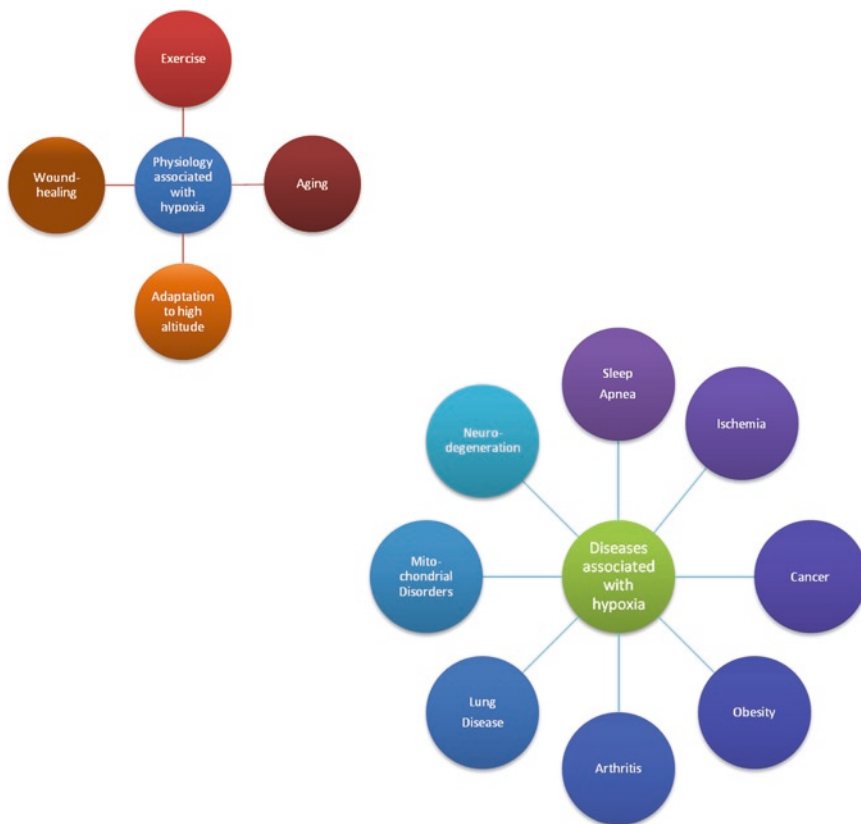 Exercise
Physiology
associated
with
hypoxia
Wound-
healing
Aging
Adaptation
to high
altitude
Sleep
Apnea
Ischemia
Neuro-
degeneration
Diseases
associated
with
hypoxia
Mito-
chondrial
Disorders
Cancer
Lung
Disease
Obesity
Arthritis